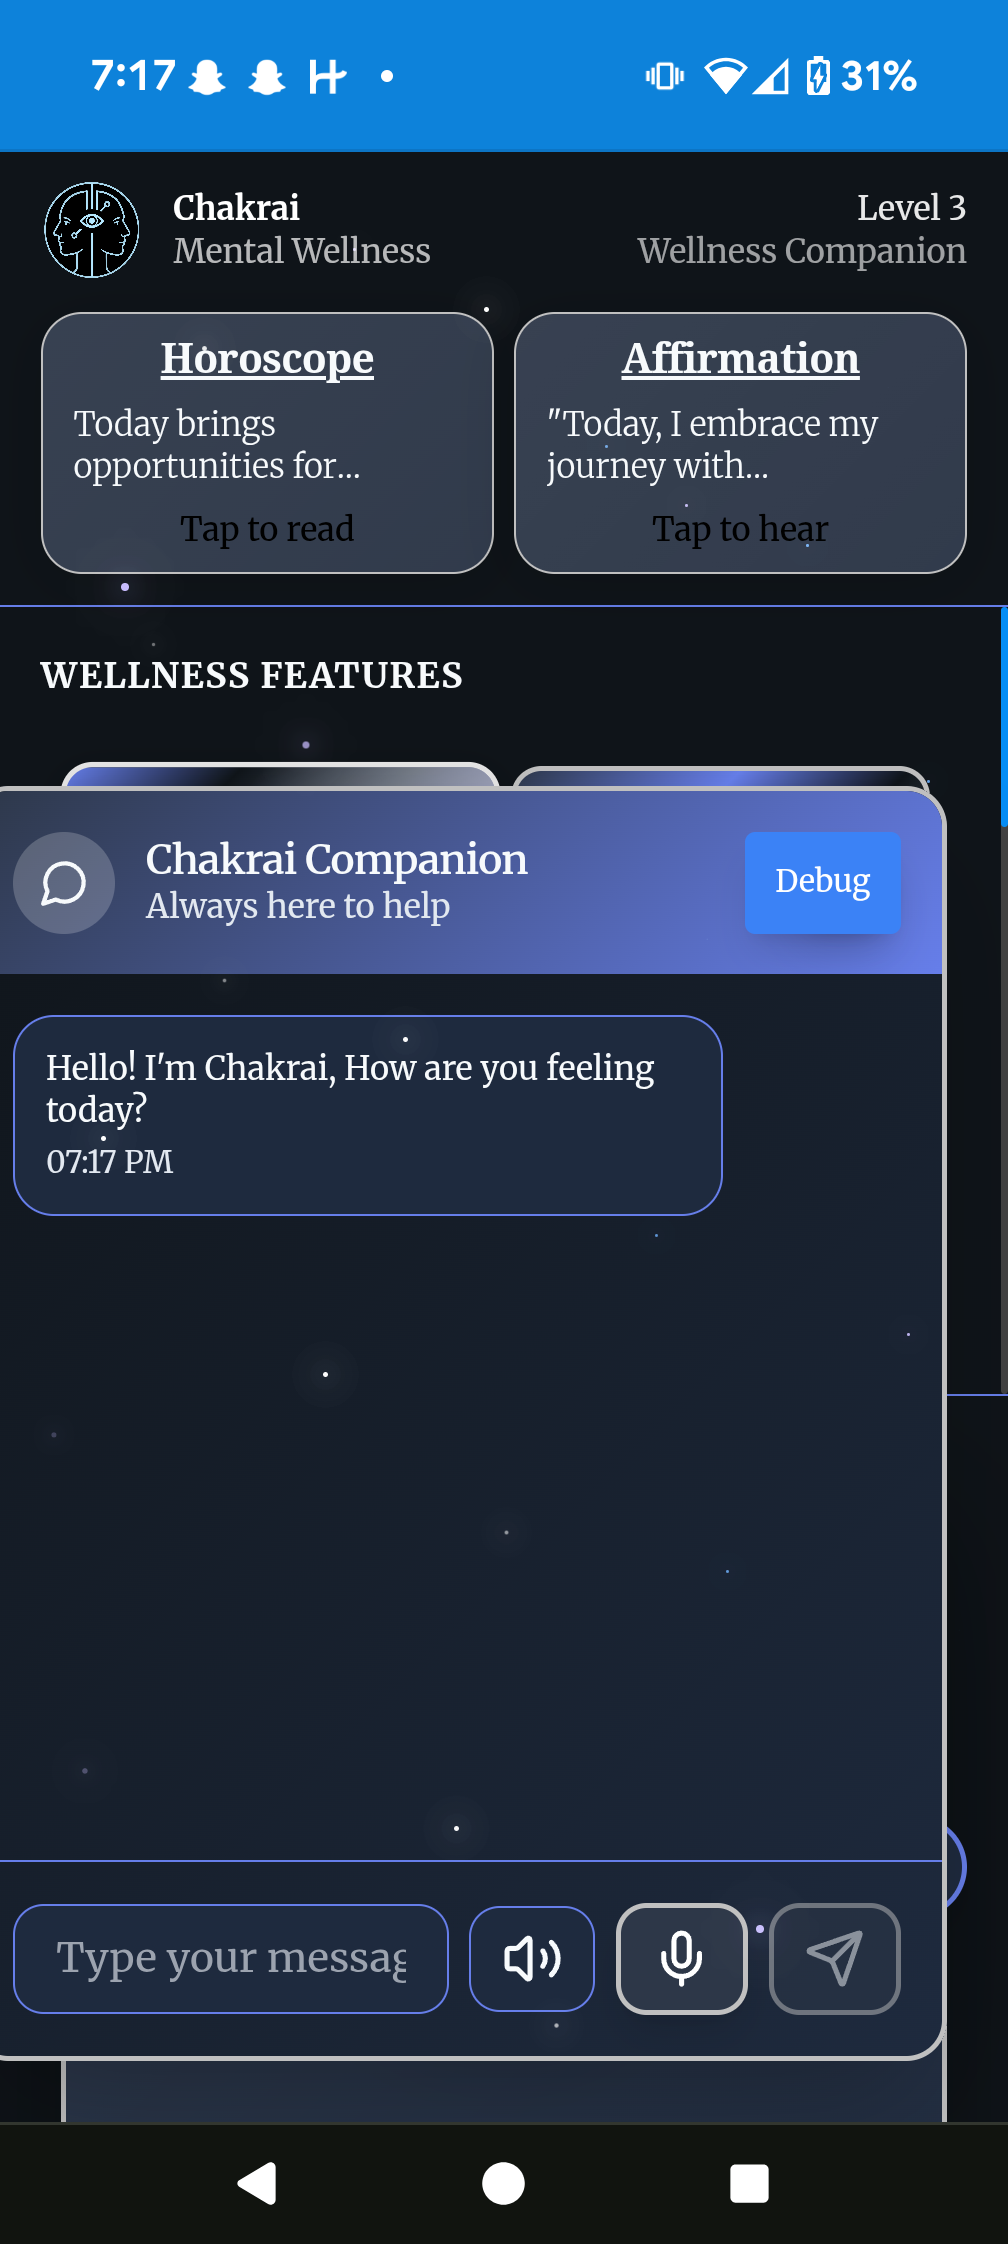 7:17
31%
Chakrai
Mental Wellness
Level 3
Wellness Companion
Horoscope
Today brings
opportunities for...
Tap to read
Affirmation
"Today, I embrace my
journey with...
Tap to hear
WELLNESS FEATURES
Chakrai Companion
Always here to help
Debug
Hello! I'm Chakrai, How are you feeling
today?
07:17 PM
Type your messag